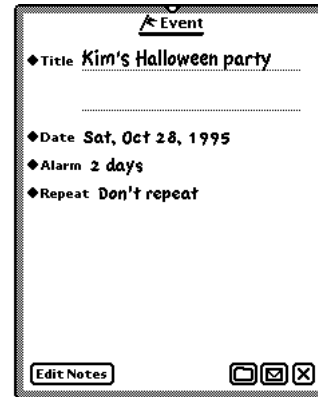 Event
Title Kim's Halloween party
Date Sat, Oct 28, 1995
Alarm 2 days
Repeat Don't repeat
Edit Notes